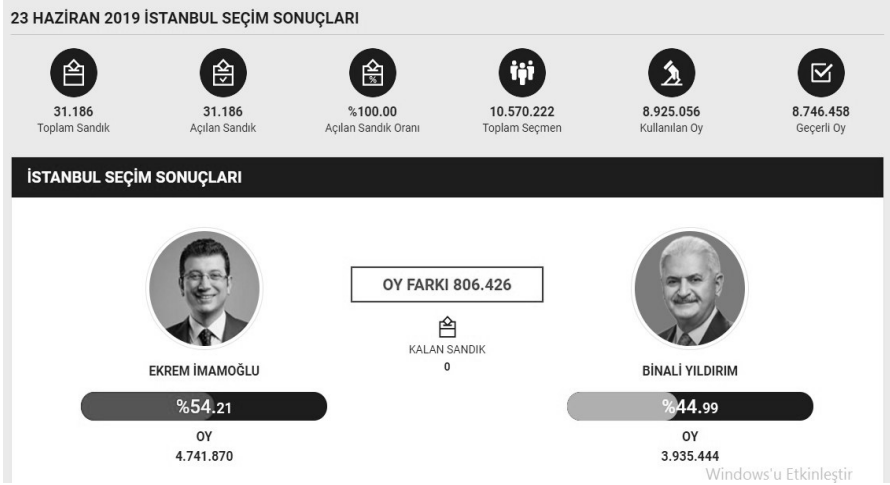 23 HAZİRAN 2019 İSTANBUL SEÇİM SONUÇLARI
31.186
Toplam Sandık
31.186
Açılan Sandık
%
%100.00
Açılan Sandık Oranı
10.570.222
Toplam Seçmen
8.925.056
Kullanılan Oy
8.746.458
Geçerli Oy
İSTANBUL SEÇİM SONUÇLARI
OY FARKI 806.426
KALAN SANDIK
0
EKREM İMAMOĞLU
%54.21
OY
4.741.870
BİNALİ YILDIRIM
%44.99
OY
3.935.444
Windows'u Etkinleştir